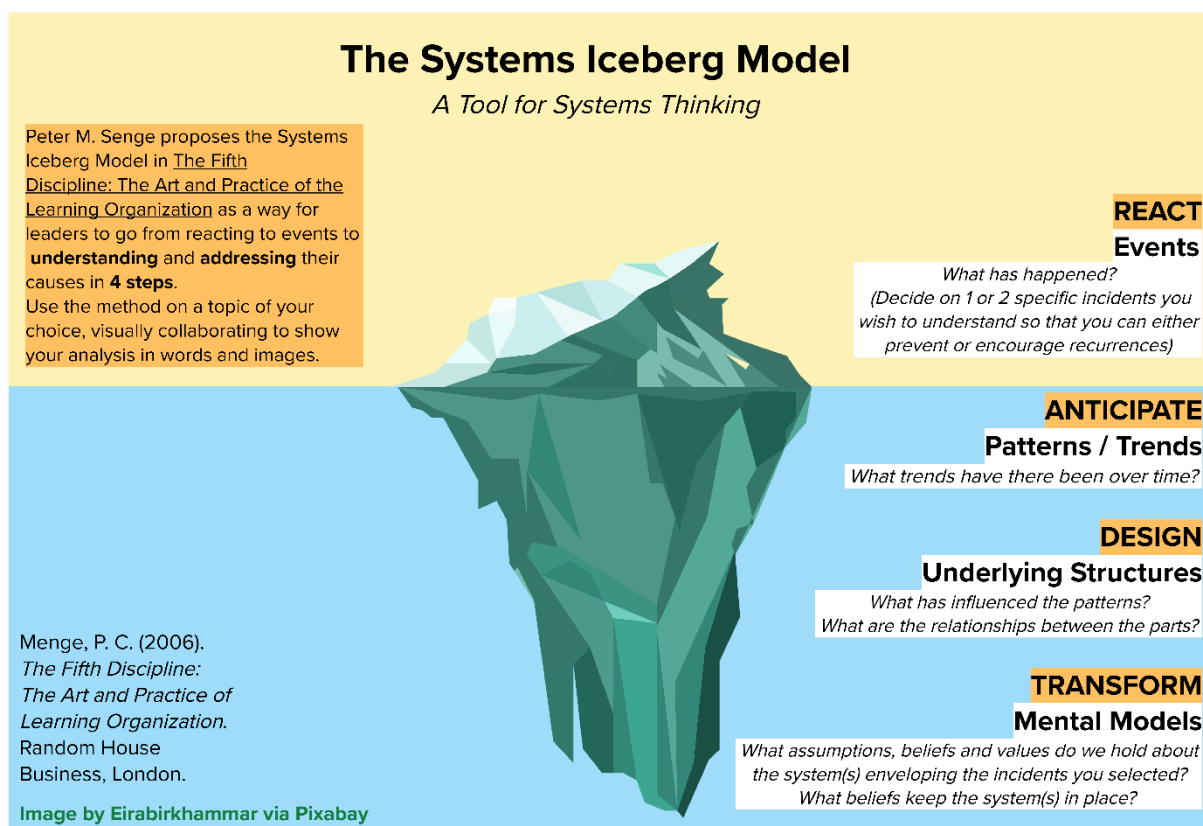 The Systems Iceberg Model
A Tool for Systems Thinking
Peter M. Senge proposes the Systems
Iceberg Model in The Fifth
Discipline: The Art and Practice of the
Learning Organization as a way for
leaders to go from reacting to events to
understanding and addressing their
causes in 4 steps.
Use the method on a topic of your
choice, visually collaborating to show
your analysis in words and images.
REACT
Events
What has happened?
(Decide on 1 or 2 specific incidents you
wish to understand so that you can either
prevent or encourage recurrences)
ANTICIPATE
Patterns / Trends
What trends have there been over time?
DESIGN
Underlying Structures
What has influenced the patterns?
What are the relationships between the parts?
TRANSFORM
Mental Models
What assumptions, beliefs and values do we hold about
the system(s) enveloping the incidents you selected?
What beliefs keep the system(s) in place?
Menge, P. C. (2006).
The Fifth Discipline:
The Art and Practice of
Learning Organization.
Random House
Business, London.
Image by Eirabirkhammar via Pixabay